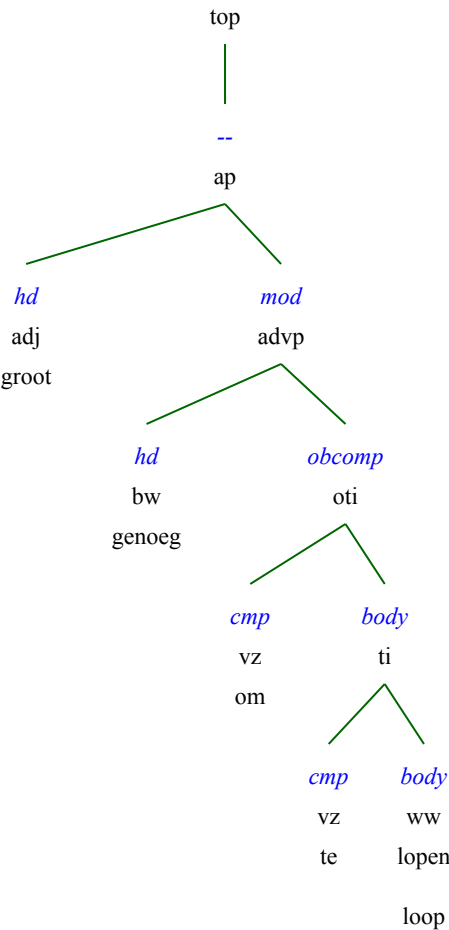 top
--
ap
hd mod
adj advp
groot
hd obcomp
bw oti
genoeg
cmp body
vz ti
om
cmp body
vz ww
te lopen
loop